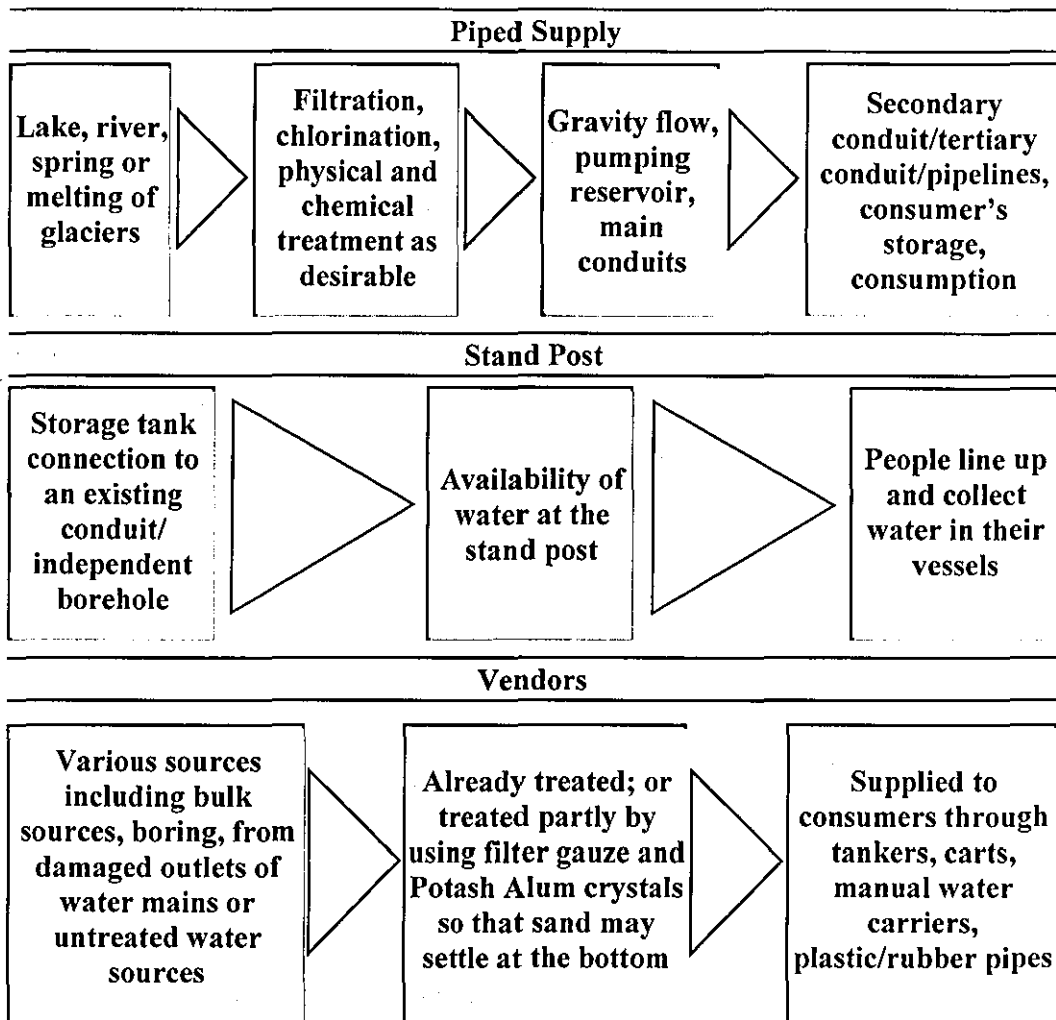 Piped Supply
Lake, river,
spring or
melting of
glaciers
Filtration,
chlorination,
physical and
chemical
treatment as
desirable
Gravity flow,
pumping
reservoir,
main
conduits
Secondary
conduit/tertiary
conduit/pipelines,
consumer's
storage,
consumption
Stand Post
Storage tank
connection to
an existing
conduit/
independent
borehole
Availability of
water at the
stand post
People line up
and collect
water in their
vessels
Vendors
Various sources
including bulk
sources, boring, from
damaged outlets of
water mains or
untreated water
sources
Already treated; or
treated partly by
using filter gauze and
Potash Alum crystals
so that sand may
settle at the bottom
Supplied to
consumers through
tankers, carts,
manual water
carriers,
plastic/rubber pipes